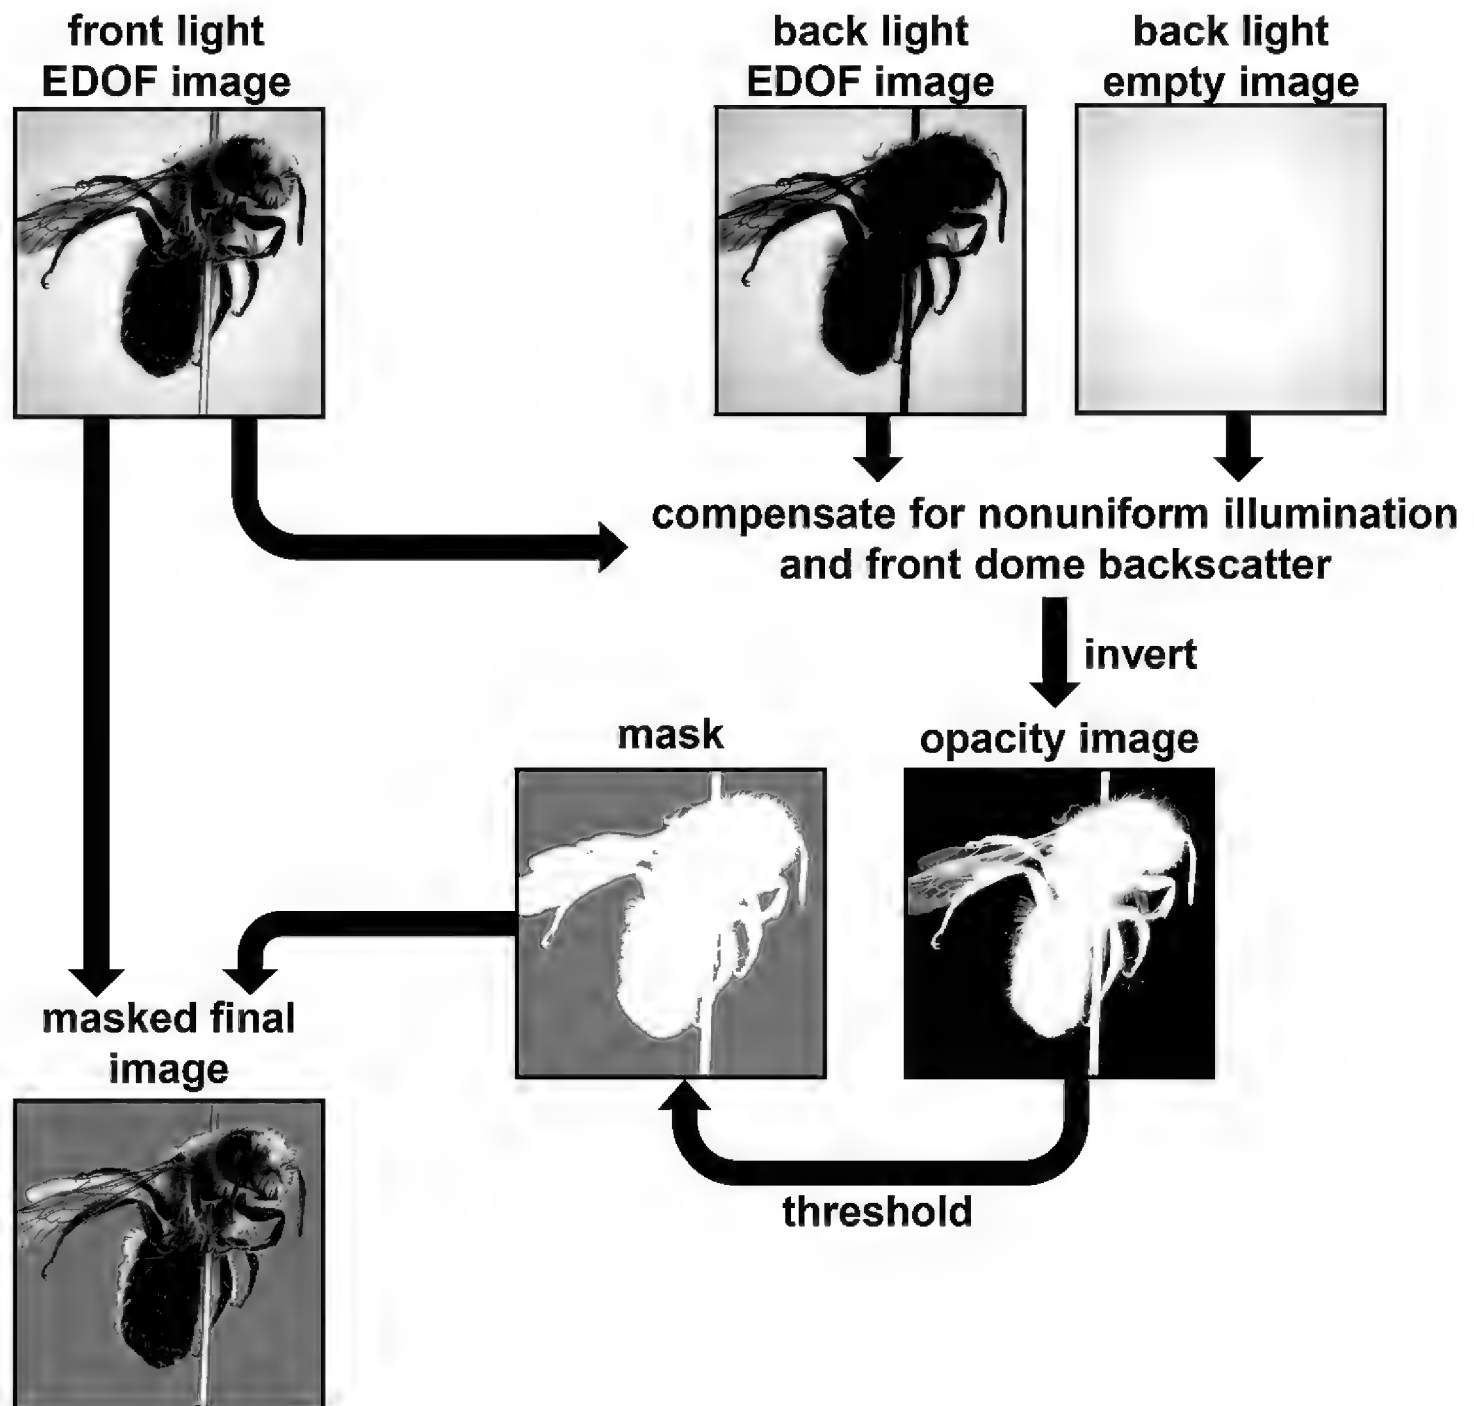 front light
EDOF image
back light
EDOF image
back light
empty image
compensate for nonuniform illumination
and front dome backscatter
invert
mask
opacity image
masked final
image
threshold